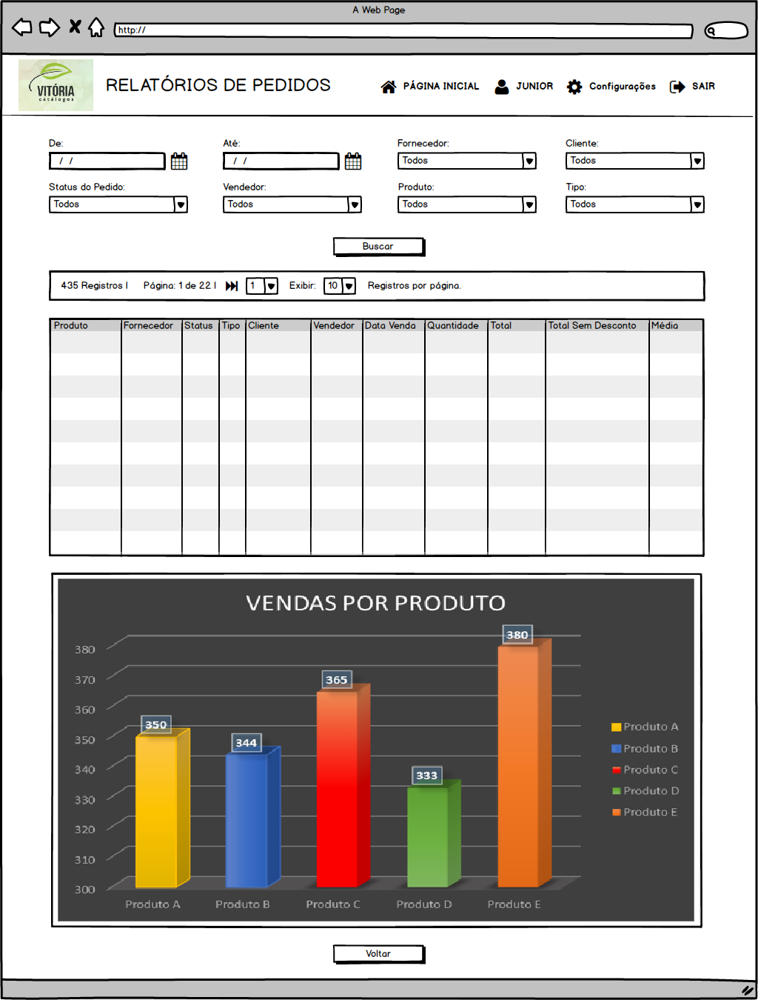 A Web Page
http://
VITÓRIA
catálogos
RELATÓRIOS DE PEDIDOS
PÁGINA INICIAL
JUNIOR
Configurações
SAIR
De:
Até:
Fornecedor:
Cliente:
/ /
/ /
Todos
Todos
Status do Pedido:
Vendedor:
Produto:
Tipo:
Todos
Todos
Todos
Todos
Buscar
435 Registros | Página: 1 de 22 | 1 Exibir: 10 Registros por página.
Produto Fornecedor Status Tipo Cliente Vendedor Data Venda Quantidade Total Total Sem Desconto Média
VENDAS POR PRODUTO
380
370
360
350
340
330
320
310
300
350
344
365
333
380
Produto A
Produto B
Produto C
Produto D
Produto E
Produto A
Produto B
Produto C
Produto D
Produto E
Voltar